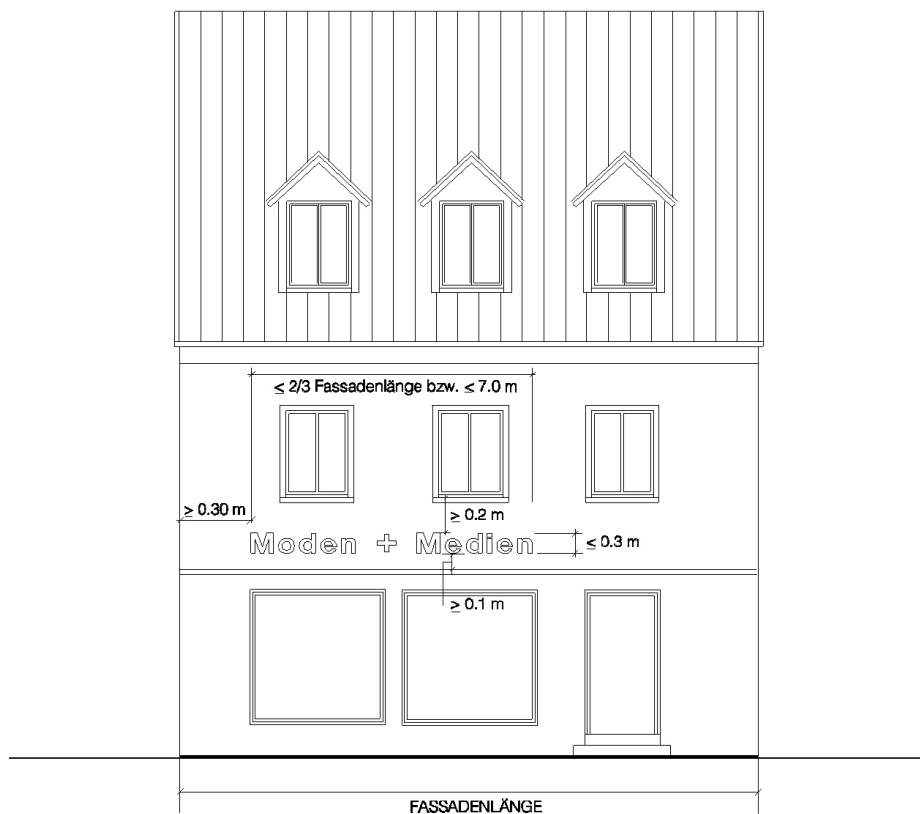 ≤ 2/3 Fassadenlänge bzw. ≤ 7.0 m
≥ 0.30 m
≥ 0.2 m
Moden + Medien
≤ 0.3 m
≥ 0.1 m
FASSADENLÄNGE